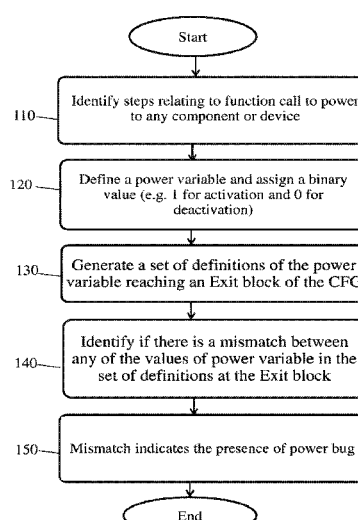 Start
110
Identify steps relating to function call to power
to any component or device
120
Define a power variable and assign a binary
value (e.g. 1 for activation and 0 for
deactivation)
130
Generate a set of definitions of the power
variable reaching an Exit block of the CFG
140
Identify if there is a mismatch between
any of the values of power variable in the
set of definitions at the Exit block
150
Mismatch indicates the presence of power bug
End